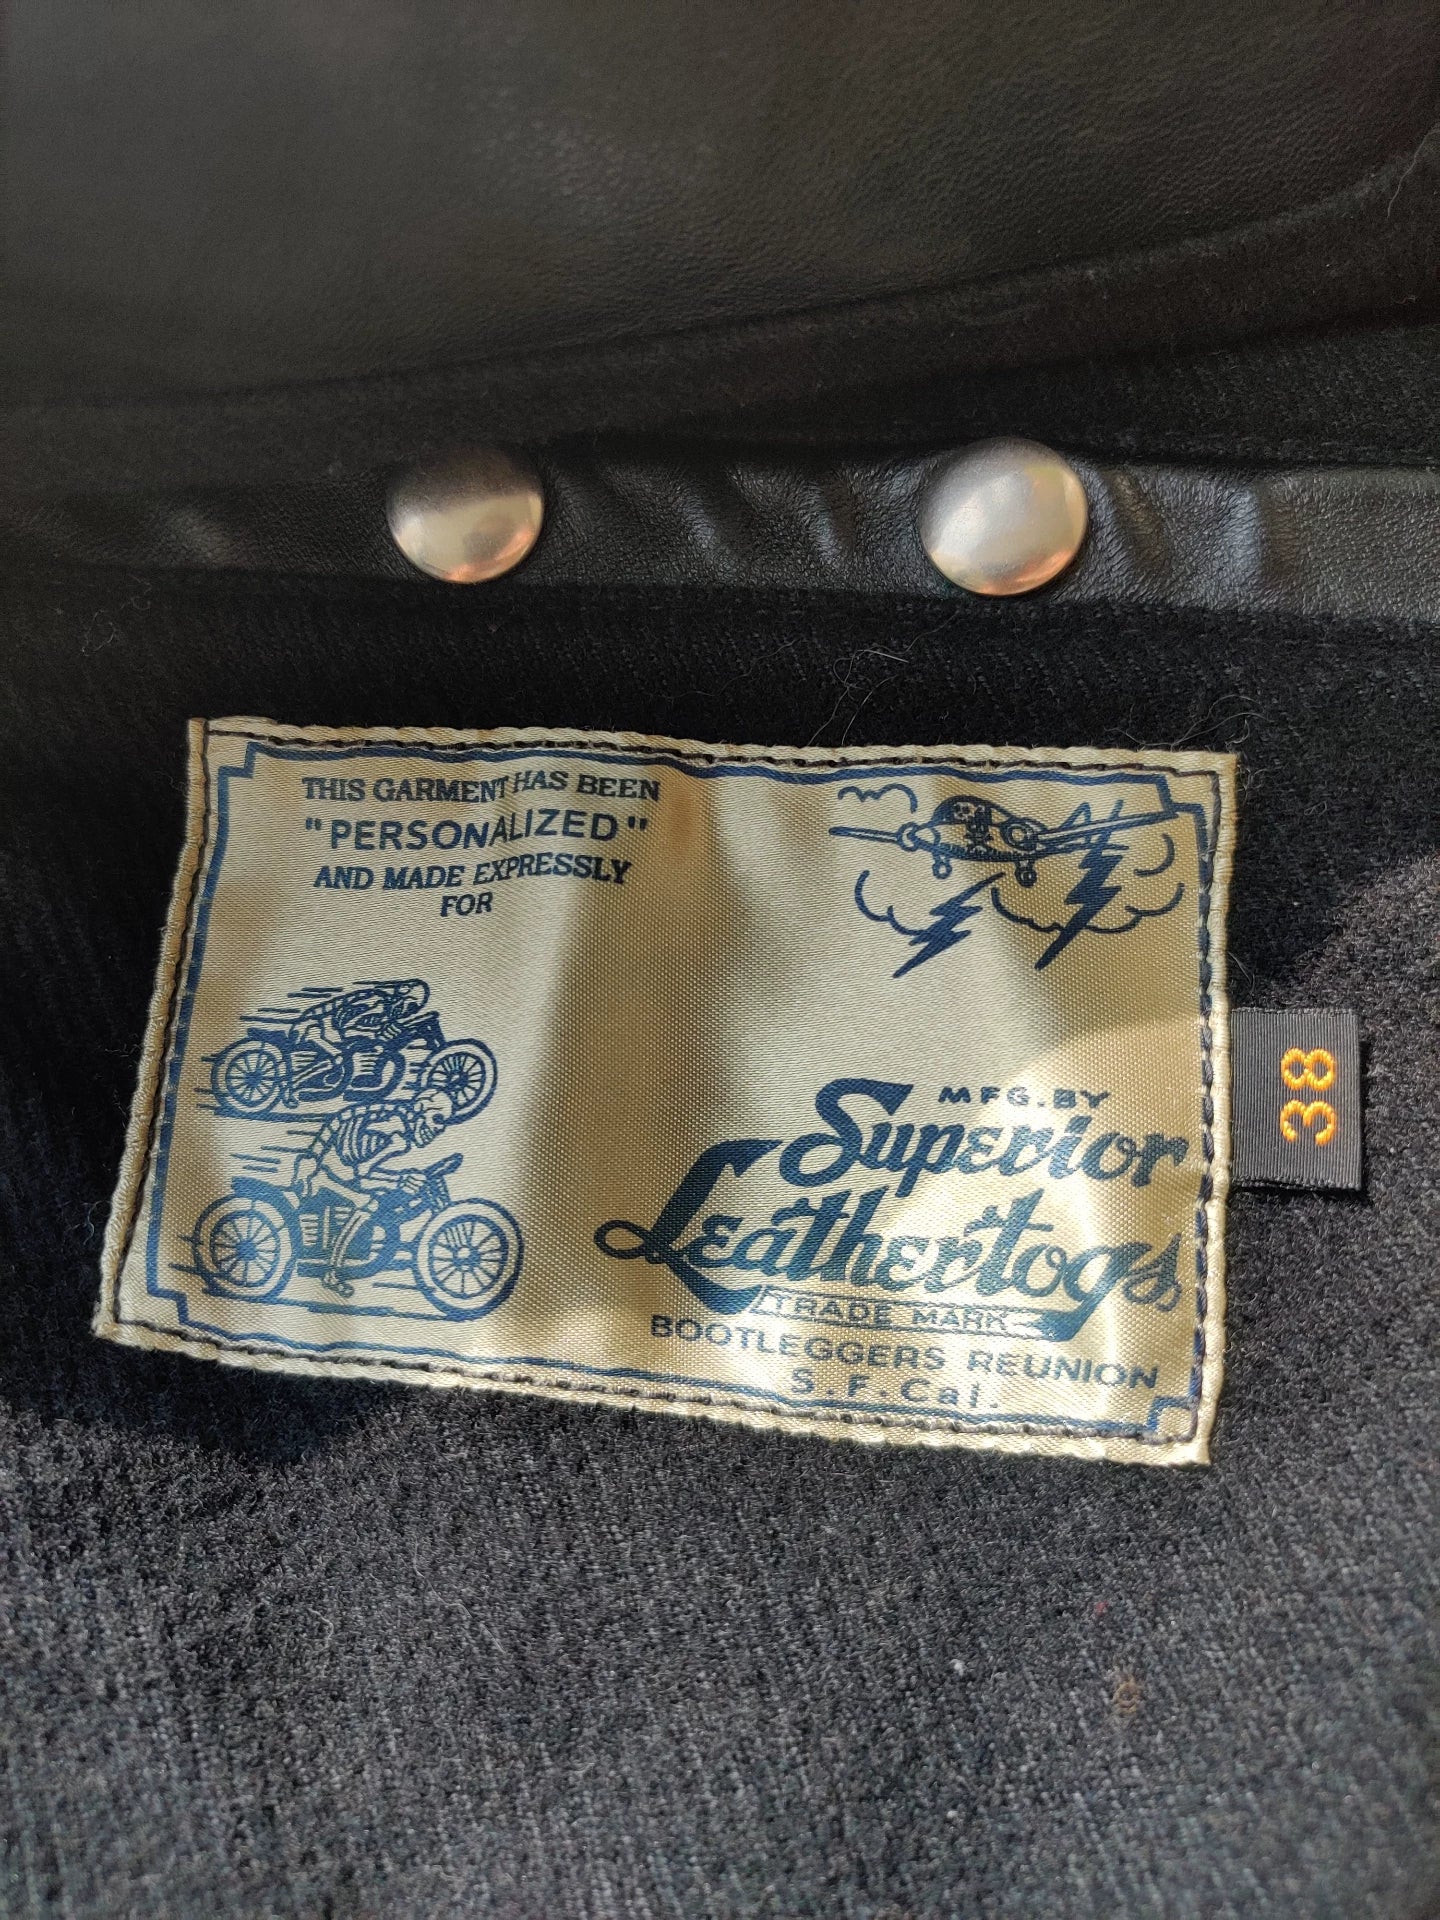 THIS GARMENT HAS BEEN
"PERSONALIZED"
AND MADE EXPRESSLY
FOR
MFG.BY
Superior
Leathertogs
TRADE MARK
BOOTLEGGERS REUNION
S.F.Cal.
38